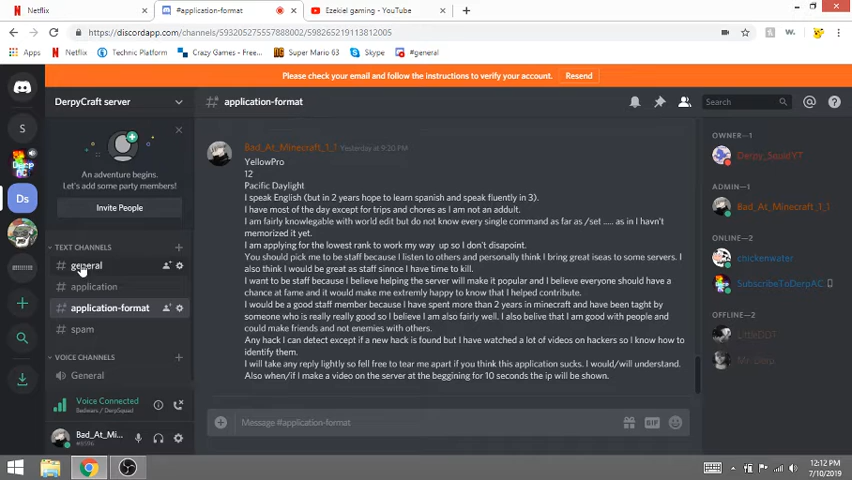 Netflix
#application-format
Ezekiel gaming - YouTube
https://discordapp.com/channels/593205275557888002/598265519113812005
Netflix
Technic Platform
Crazy Games - Free...
Super Mario 63
Skype
#general
Please check your email and follow the instructions to verify your account.
Resend
DerpyCraft server
application-format
Search
S
Ds
An adventure begins.
Let's add some party members!
Invite People
TEXT CHANNELS
general
application
application-format
spam
VOICE CHANNELS
General
Voice Connected
Bedwars / DerpSquad
Bad_At_Mi...
#8196
Bad_At_Minecraft_1_1 Yesterday at 9:20 PM
YellowPro
12
Pacific Daylight
I speak English (but in 2 years hope to learn spanish and speak fluently in 3).
I have most of the day except for trips and chores as I am not an addult.
I am fairly knowlegable with world edit but do not know every single command as far as /set ..... as in I havn't
memorized it yet.
I am applying for the lowest rank to work my way up so I don't disapoint.
You should pick me to be staff because I listen to others and personally think I bring great iseas to some servers. I
also think I would be great as staff sinnce I have time to kill.
I want to be staff because I believe helping the server will make it popular and I believe everyone should have a
chance at fame and it would make me extremly happy to know that I helped contribute.
I would be a good staff member because I have spent more than 2 years in minecraft and have been taght by
someone who is really really good so I believe I am also fairly well. I also belive that I am good with people and
could make friends and not enemies with others.
Any hack I can detect except if a new hack is found but I have watched a lot of videos on hackers so I know how to
identify them.
I will take any reply lightly so fell free to tear me apart if you think this application sucks. I would/will understand.
Also when/if I make a video on the server at the beggining for 10 seconds the ip will be shown.
Message #application-format
GIF
OWNER—1
Derpy_SquidYT
ADMIN—1
Bad_At_Minecraft_1_1
ONLINE—2
chickenwater
SubscribeToDerpAC
OFFLINE—2
LittleDOT
Mr. Derp
12:12 PM
7/10/2019